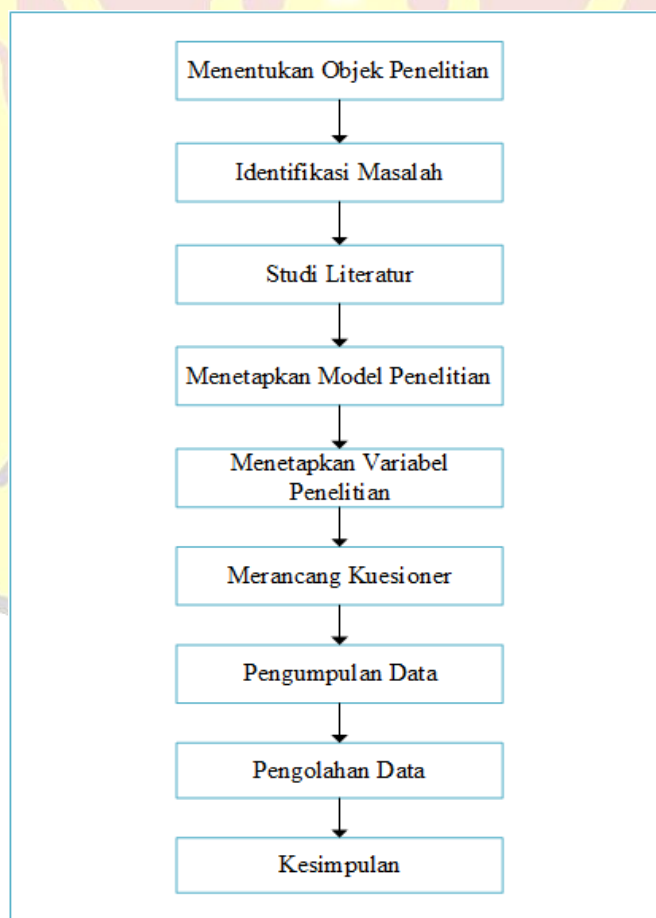 Menentukan Objek Penelitian
Identifikasi Masalah
Studi Literatur
Menetapkan Model Penelitian
Menetapkan Variabel
Penelitian
Merancang Kuesioner
Pengumpulan Data
Pengolahan Data
Kesimpulan